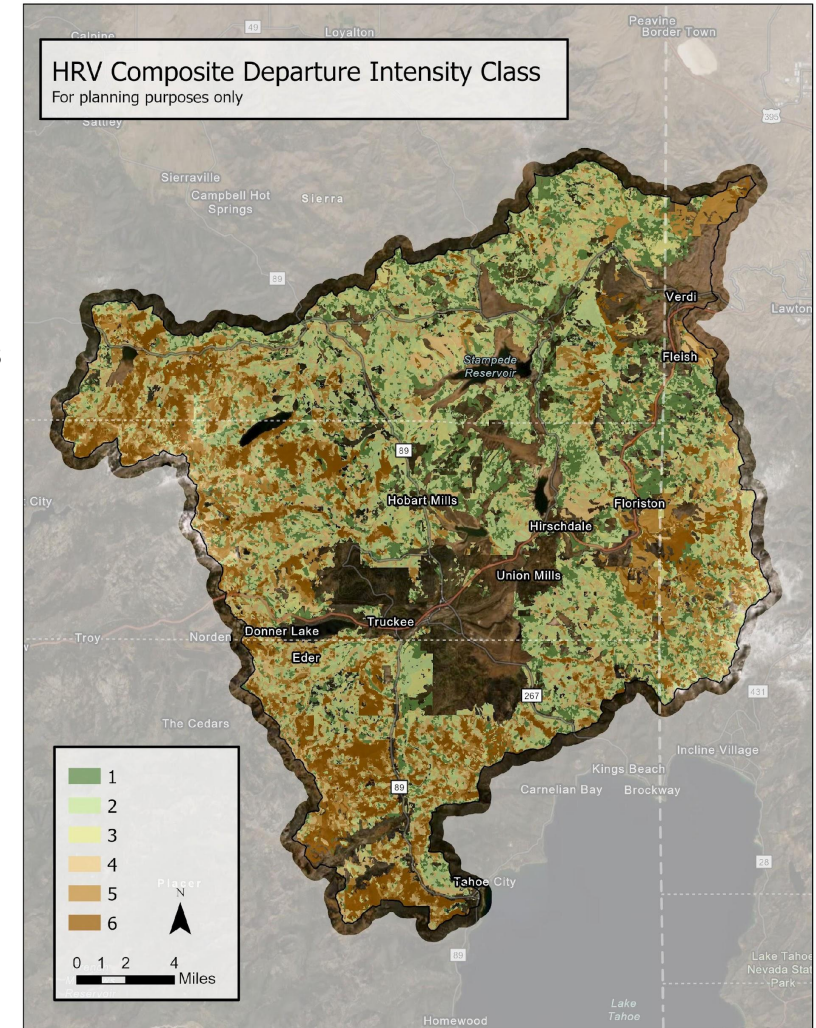 49
Peavine
Border Town
Calpine
Loyalton
HRV Composite Departure Intensity Class
For planning purposes only
395
Sattley
Sierraville
Campbell Hot
Springs
Sierra
89
Verdi
Lawton
Fleish
Stampede
Reservoir
89
City
Hobart Mills
Floriston
Hirschdale
Union Mills
Truckee
Troy
Norden
Donner Lake
Eder
267
431
The Cedars
Incline Village
Kings Beach
Carnelian Bay
Brockway
89
28
Tahoe City
1
2
3
4
5
6
Placer
N
0 1 2 4
Miles
89
Lake Tahoe
Nevada Stat
Park
Reservoir
Lake
Tahoe
Homewood